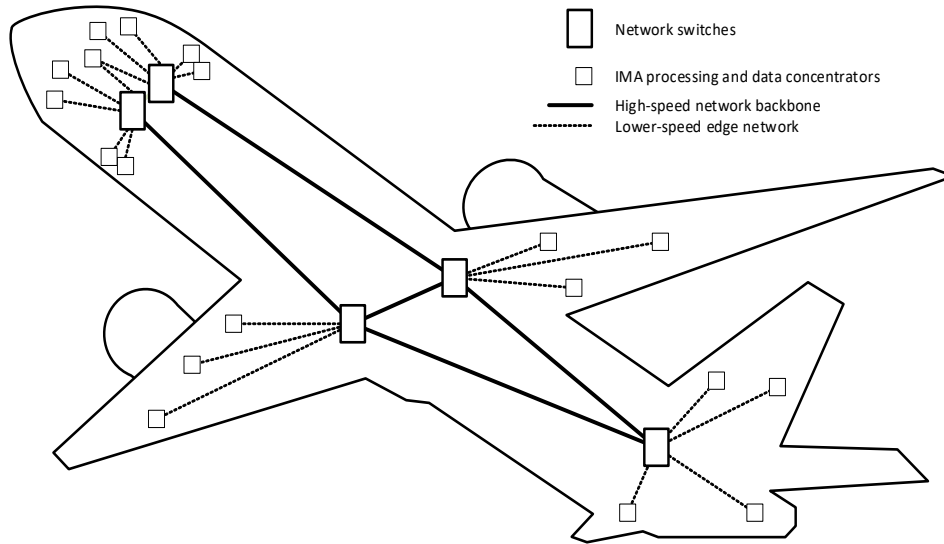 Network switches
IMA processing and data concentrators
High-speed network backbone
Lower-speed edge network